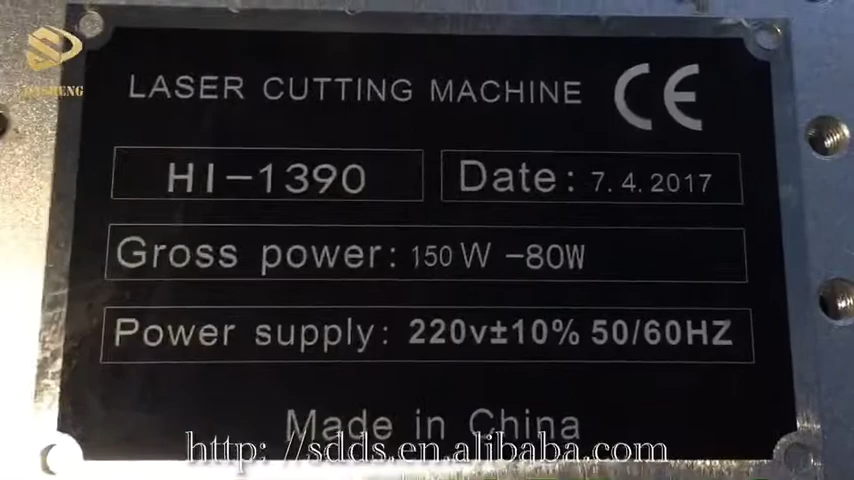 DASHENG
LASER CUTTING MACHINE CE
HI-1390 Date: 7.4.2017
Gross power: 150W -80W
Power supply: 220v±10% 50/60HZ
Made in China
http://sdds.en.alibaba.com